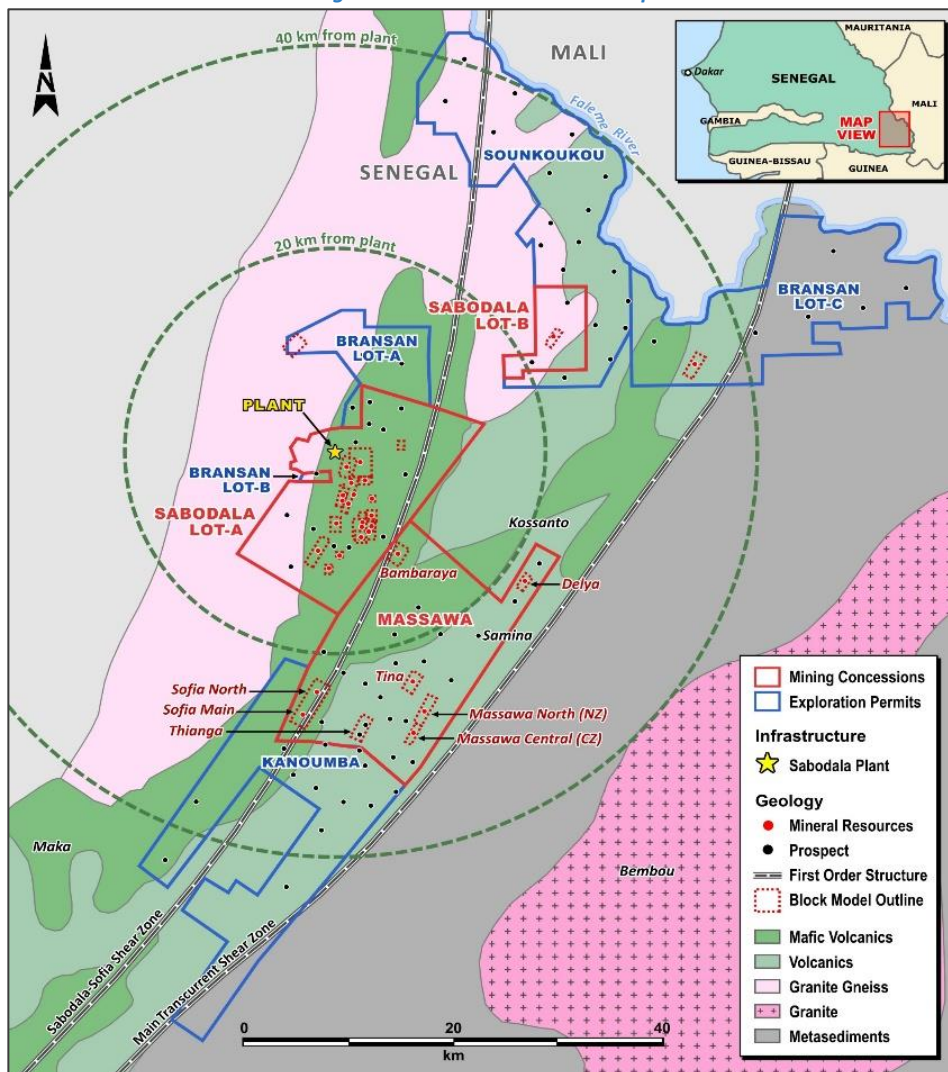 40 km from plant
N
MALI
Faleme River
SOUNKOUKOU
SENEGAL
MAURITANIA
Dakar
SENEGAL
MALI
GAMBIA
MAP
VIEW
GUINEA-BISSAU
GUINEA
20 km from plant
BRANSAN
LOT-C
SABODALA
LOT-B
BRANSAN
LOT-A
PLANT
BRANSAN
LOT-B
SABODALA
LOT-A
Kossanto
Bambaraya
Delya
MASSAWA
Samina
Tina
Sofia North
Sofia Main
Thianga
Massawa North (NZ)
Massawa Central (CZ)
KANOUMBA
Maka
Bembou
Sabodala-Sofia Shear Zone
Main Transcurrent Shear Zone
0 20 40
km
Mining Concessions
Exploration Permits
Infrastructure
Sabodala Plant
Geology
Mineral Resources
Prospect
First Order Structure
Block Model Outline
Mafic Volcanics
Volcanics
Granite Gneiss
Granite
Metasediments